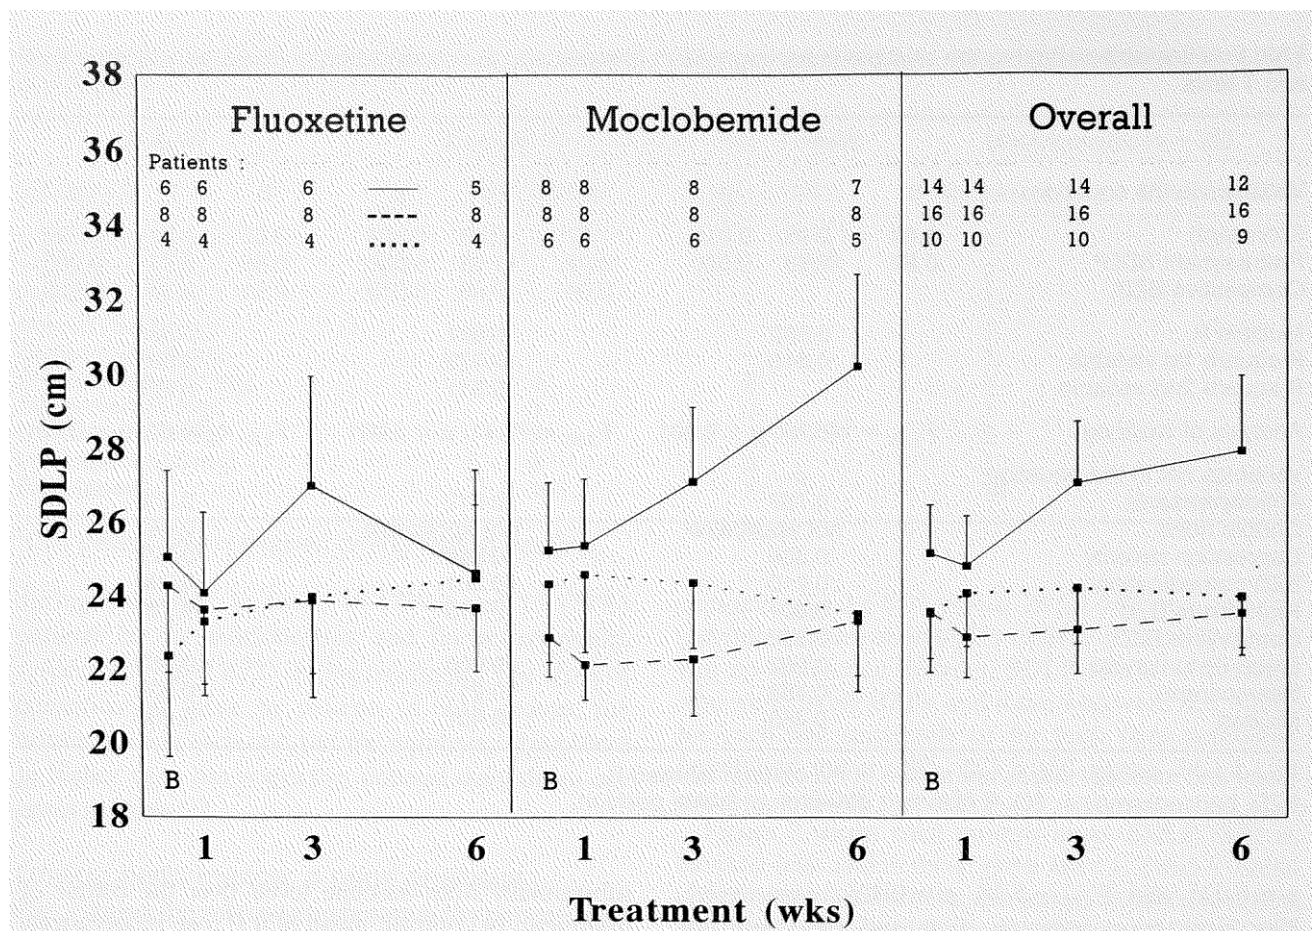 38
Fluoxetine Moclobemide Overall
36
Patients :
6 6 6 5 8 8 8 7 14 14 14 12
8 8 8 8 8 8 8 8 16 16 16 16
34
4 4 4 4 6 6 6 5 10 10 10 9
32
30
28
26
24
22
20
B B B
18
1 3 6 1 3 6 1 3 6
SDLP (cm)
Treatment (wks)